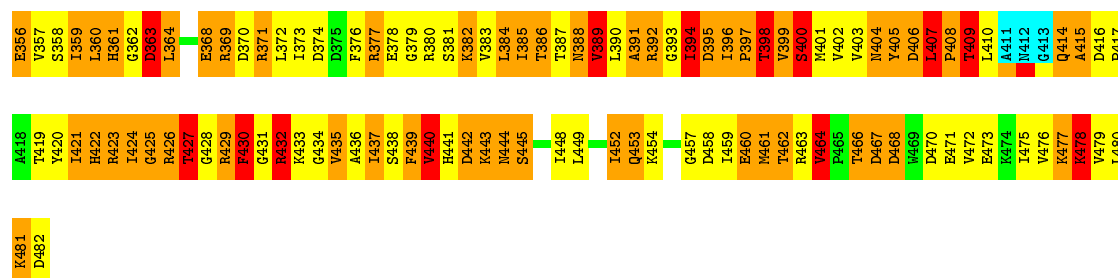 E356 V357 S358 I359 L360 H361 G362 D363 L364 E368 R369 D370 R371 L372 I373 D374 D375 F376 R377 E378 G379 R380 S381 K382 V383 L384 I385 T386 T387 N388 V389 L390 A391 R392 G393 I394 D395 I396 P397 T398 V399 S400 M401 V402 V403 N404 Y405 D406 L407 P408 T409 L410 A411 N412 G413 Q414 A415 D416 P417
A418 T419 Y420 I421 H422 R423 I424 G425 R426 T427 G428 R429 F430 G431 R432 K433 G434 V435 A436 I437 S438 F439 V440 H441 D442 K443 N444 S445 I448 L449 I452 Q453 K454 G457 D458 I459 E460 M461 T462 R463 V464 P465 T466 D467 D468 W469 D470 E471 V472 E473 K474 I475 V476 K477 K478 V479
K481 D482